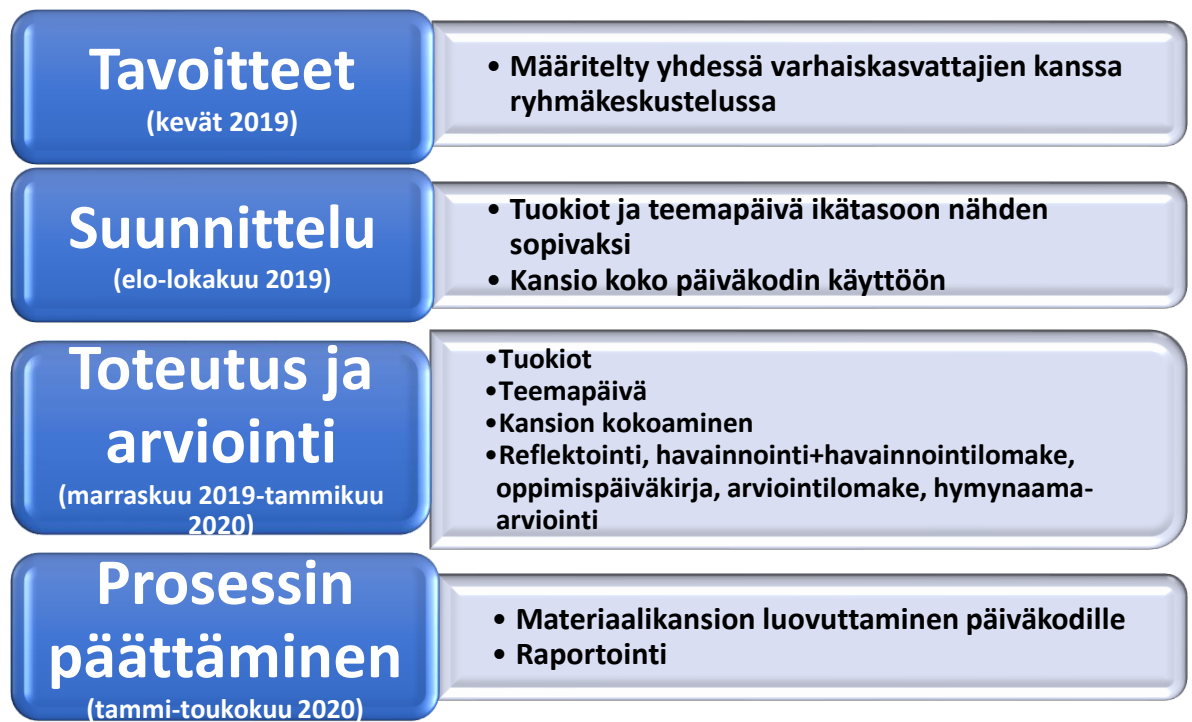 Tavoitteet
(kevät 2019)
• Määritelty yhdessä varhaiskasvattajien kanssa
ryhmäkeskustelussa
Suunnittelu
(elo-lokakuu 2019)
• Tuokiot ja teemapäivä ikätasoon nähden
sopivaksi
• Kansio koko päiväkodin käyttöön
Toteutus ja
arviointi
(marraskuu 2019-tammikuu
2020)
•Tuokiot
•Teemapäivä
•Kansion kokoaminen
•Reflektointi, havainnointi+havainnointilomake,
oppimispäiväkirja, arviointilomake, hymynaama-
arviointi
Prosessin
päättäminen
(tammi-toukokuu 2020)
• Materiaalikansion luovuttaminen päiväkodille
• Raportointi